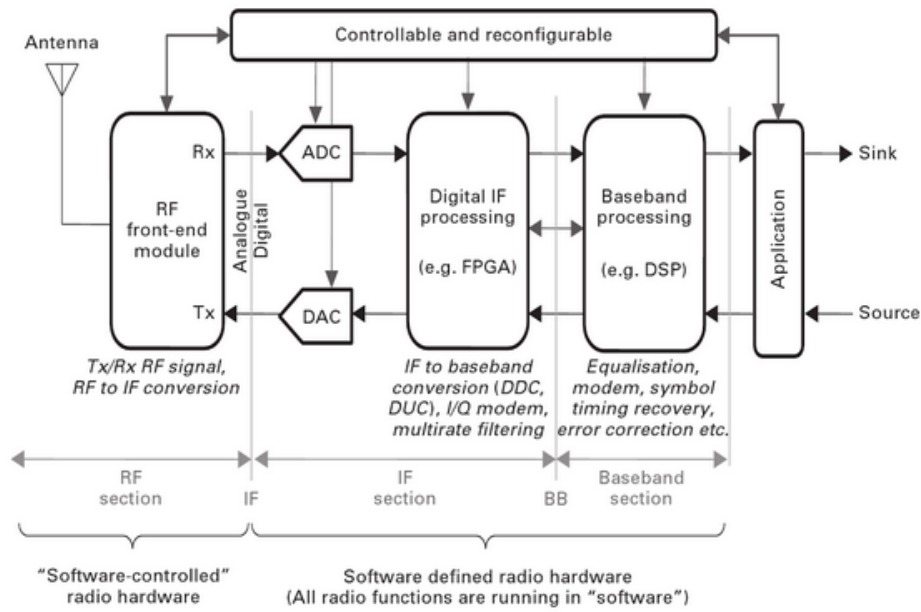 Controllable and reconfigurable
Antenna
Rx
RF
front-end
module
Tx
Analogue
Digital
ADC
DAC
Digital IF
processing
(e.g. FPGA)
Baseband
processing
(e.g. DSP)
Application
Sink
Source
Tx/Rx RF signal,
RF to IF conversion
IF to baseband
conversion (DDC,
DUC), I/Q modem,
multirate filtering
Equalisation,
modem, symbol
timing recovery,
error correction etc.
RF
section
IF
IF
section
BB
Baseband
section
“Software-controlled”
radio hardware
Software defined radio hardware
(All radio functions are running in “software”)